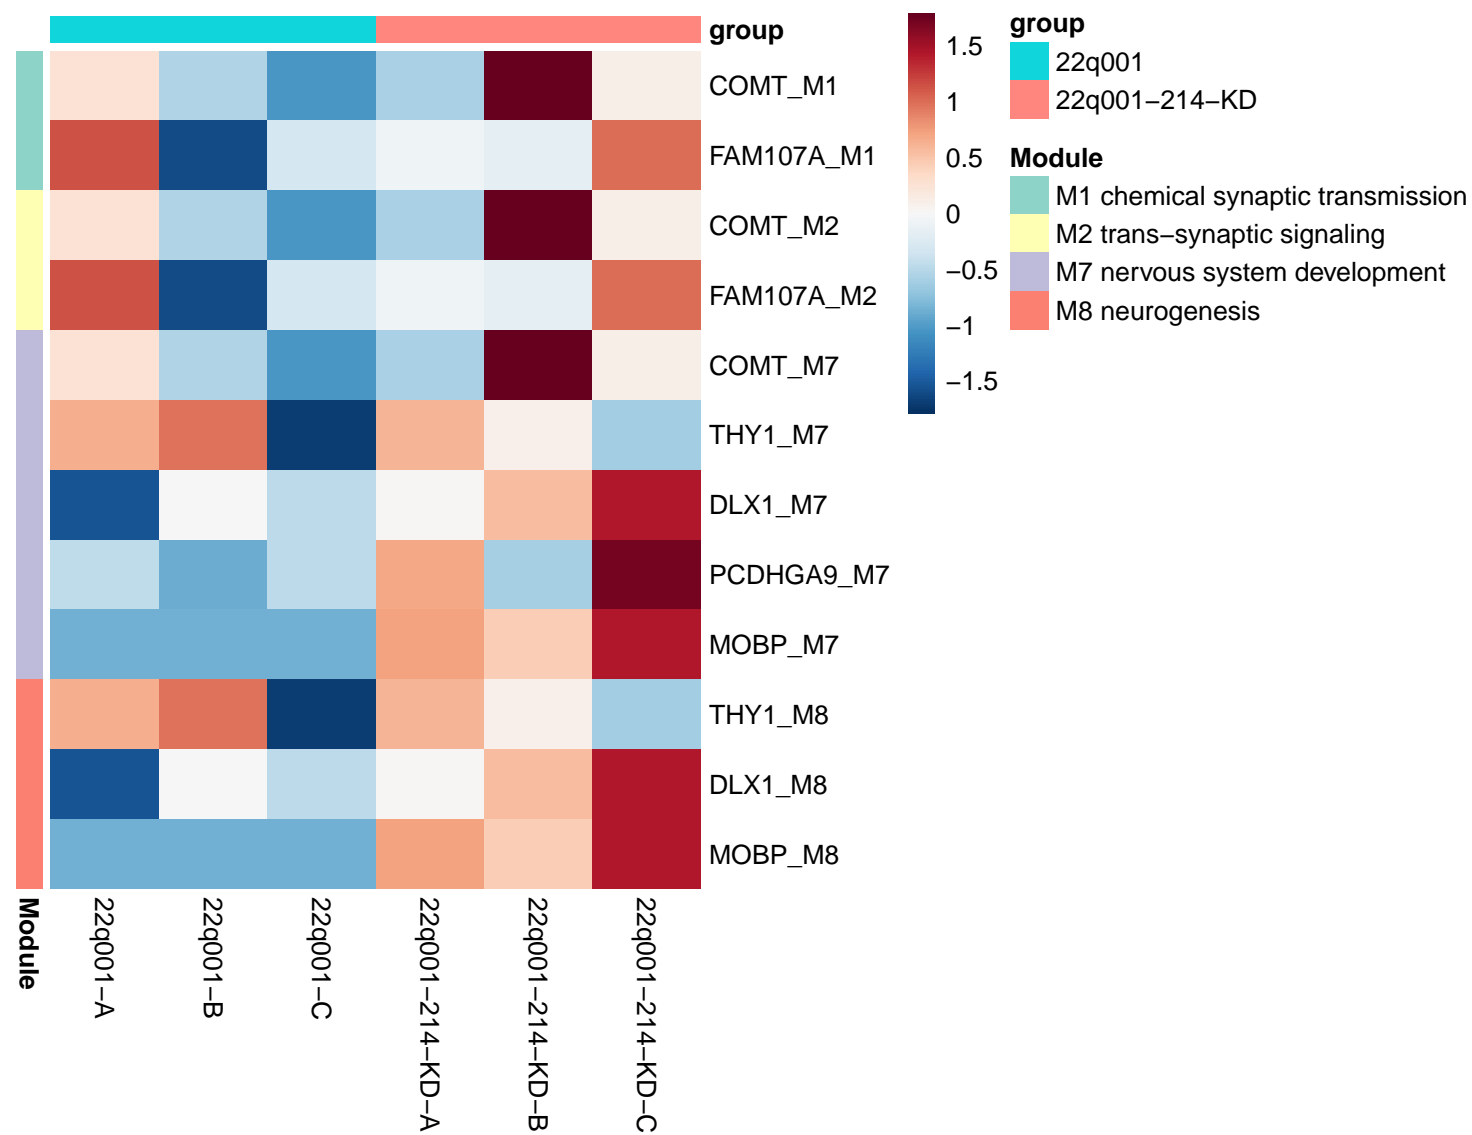 group
COMT_M1
FAM107A_M1
COMT_M2
FAM107A_M2
COMT_M7
THY1_M7
DLX1_M7
PCDHGA9_M7
MOBP_M7
THY1_M8
DLX1_M8
MOBP_M8
Module
22q001−A
22q001−B
22q001−C
22q001−214−KD−A
22q001−214−KD−B
22q001−214−KD−C
1.5
1
0.5
0
−0.5
−1
−1.5
group
22q001
22q001−214−KD
Module
M1 chemical synaptic transmission
M2 trans−synaptic signaling
M7 nervous system development
M8 neurogenesis